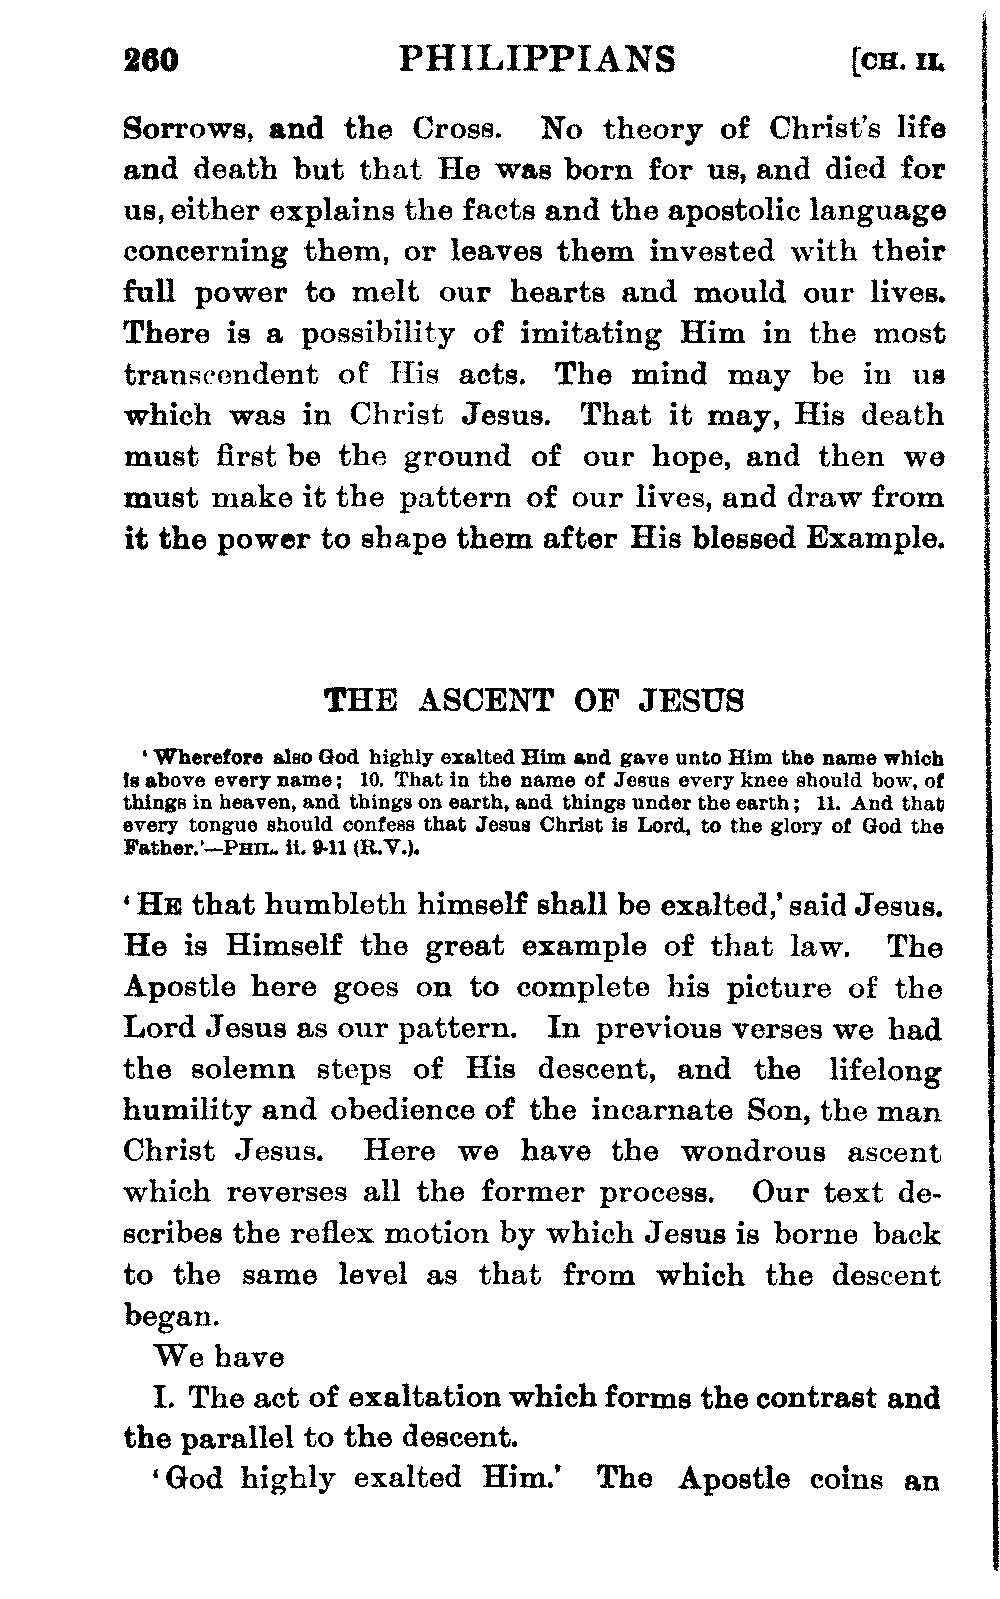 260 PHILIPPIANS [CH. II.
Sorrows, and the Cross. No theory of Christ's life
and death but that He was born for us, and died for
us, either explains the facts and the apostolic language
concerning them, or leaves them invested with their
full power to melt our hearts and mould our lives.
There is a possibility of imitating Him in the most
transcendent of His acts. The mind may be in us
which was in Christ Jesus. That it may, His death
must first be the ground of our hope, and then we
must make it the pattern of our lives, and draw from
it the power to shape them after His blessed Example.
THE ASCENT OF JESUS
'Wherefore also God highly exalted Him and gave unto Him the name which
is above every name; 10. That in the name of Jesus every knee should bow, of
things in heaven, and things on earth, and things under the earth; 11. And that
every tongue should confess that Jesus Christ is Lord, to the glory of God the
Father.'—PHIL. ii. 9-11 (R.V.).
'HE that humbleth himself shall be exalted,' said Jesus.
He is Himself the great example of that law. The
Apostle here goes on to complete his picture of the
Lord Jesus as our pattern. In previous verses we had
the solemn steps of His descent, and the lifelong
humility and obedience of the incarnate Son, the man
Christ Jesus. Here we have the wondrous ascent
which reverses all the former process. Our text de-
scribes the reflex motion by which Jesus is borne back
to the same level as that from which the descent
began.
We have
I. The act of exaltation which forms the contrast and
the parallel to the descent.
'God highly exalted Him.' The Apostle coins an